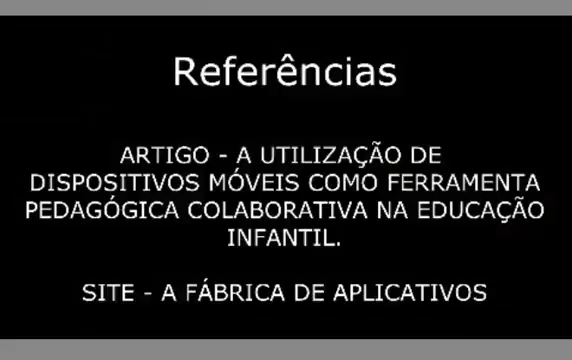 Referências
ARTIGO - A UTILIZAÇÃO DE
DISPOSITIVOS MÓVEIS COMO FERRAMENTA
PEDAGÓGICA COLABORATIVA NA EDUCAÇÃO
INFANTIL.
SITE - A FÁBRICA DE APLICATIVOS